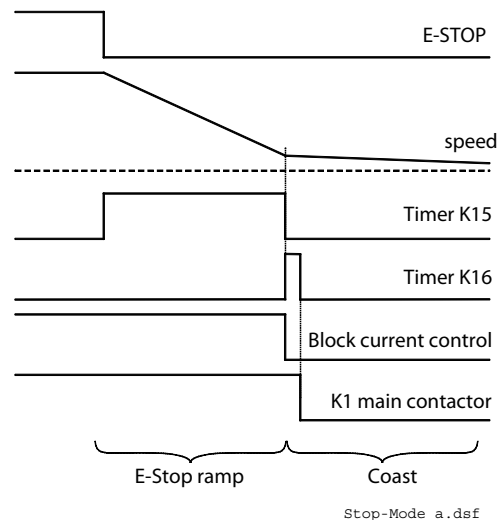 E-STOP
speed
Timer K15
Timer K16
Block current control
K1 main contactor
E-Stop ramp
Coast
Stop-Mode a.dsf